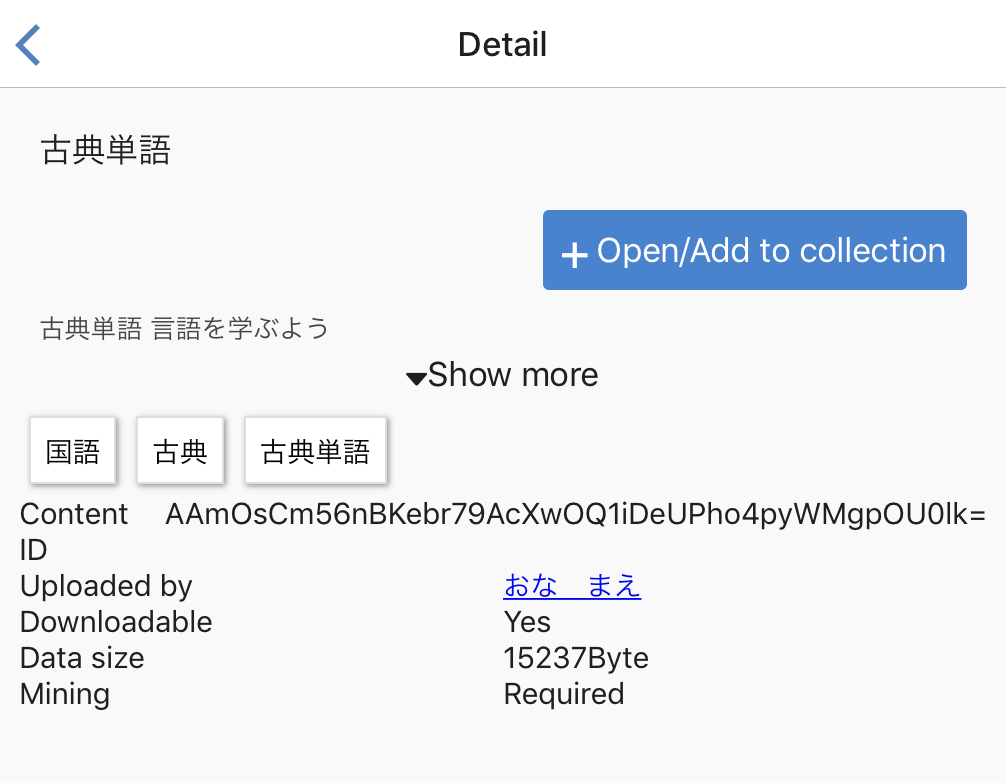 Detail
古典単語
+ Open/Add to collection
古典単語 言語を学ぶよう
Show more
国語 古典 古典単語
Content ID AAmOsCm56nBKebr79AcXwOQ1iDeUPho4pyWMgpOU0lk=
Uploaded by おな　まえ
Downloadable Yes
Data size 15237Byte
Mining Required